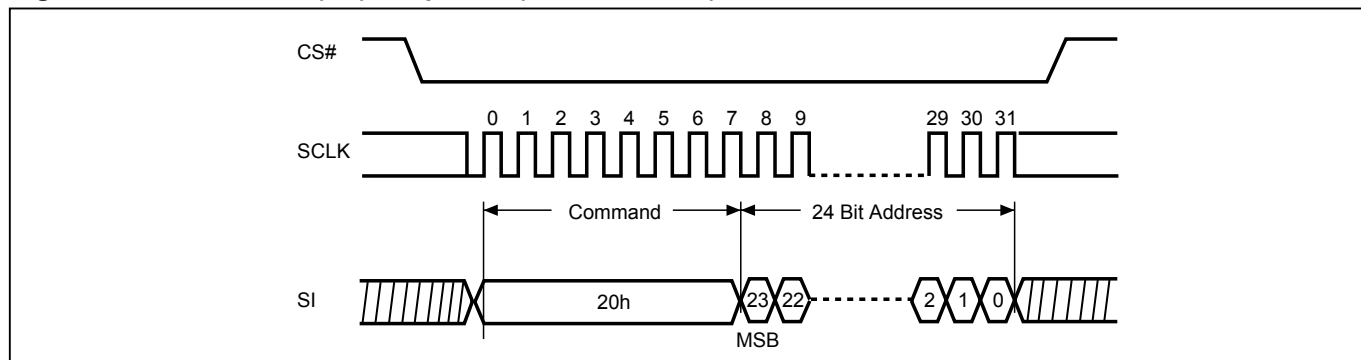 CS#
0 1 2 3 4 5 6 7 8 9 29 30 31
SCLK
Command 24 Bit Address
SI 20h 23 22 2 1 0
MSB